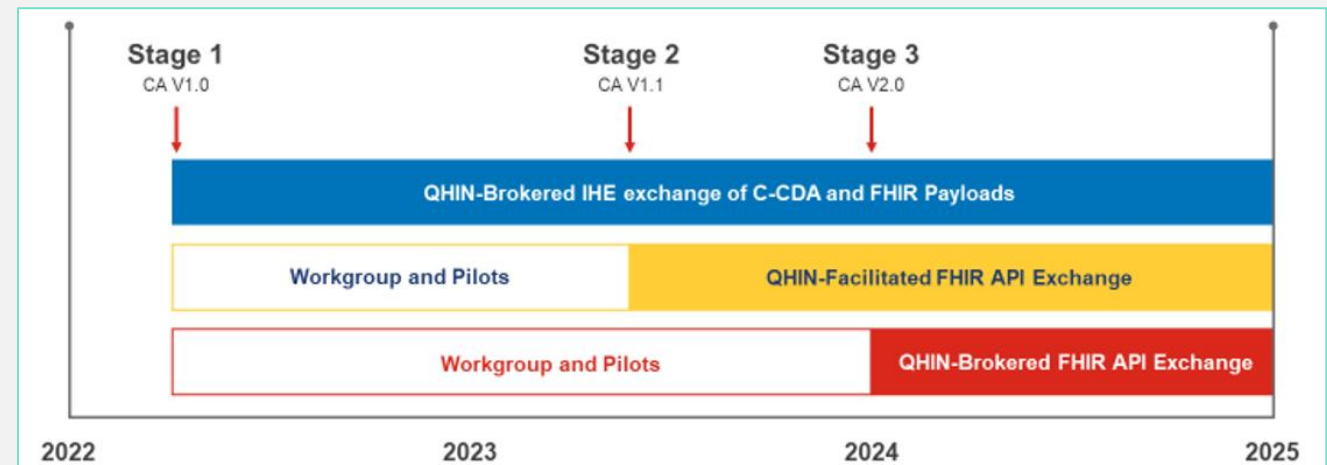 Stage 1
CA V1.0
Stage 2
CA V1.1
Stage 3
CA V2.0
QHIN-Brokered IHE exchange of C-CDA and FHIR Payloads
Workgroup and Pilots
QHIN-Facilitated FHIR API Exchange
Workgroup and Pilots
QHIN-Brokered FHIR API Exchange
2022
2023
2024
2025